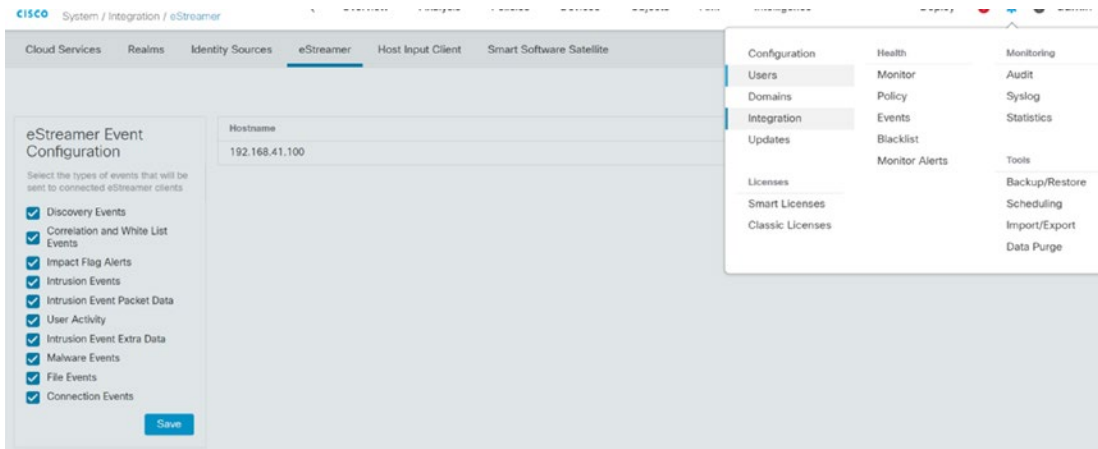 CISCO System / Integration / eStreamer
Cloud Services Realms Identity Sources eStreamer Host Input Client Smart Software Satellite
eStreamer Event
Configuration
Select the types of events that will be
sent to connected eStreamer clients
Discovery Events
Correlation and White List
Events
Impact Flag Alerts
Intrusion Events
Intrusion Event Packet Data
User Activity
Intrusion Event Extra Data
Malware Events
File Events
Connection Events
Save
Hostname
192.168.41.100
Configuration
Users
Domains
Integration
Updates
Licenses
Smart Licenses
Classic Licenses
Health
Monitor
Policy
Events
Blacklist
Monitor Alerts
Monitoring
Audit
Syslog
Statistics
Tools
Backup/Restore
Scheduling
Import/Export
Data Purge